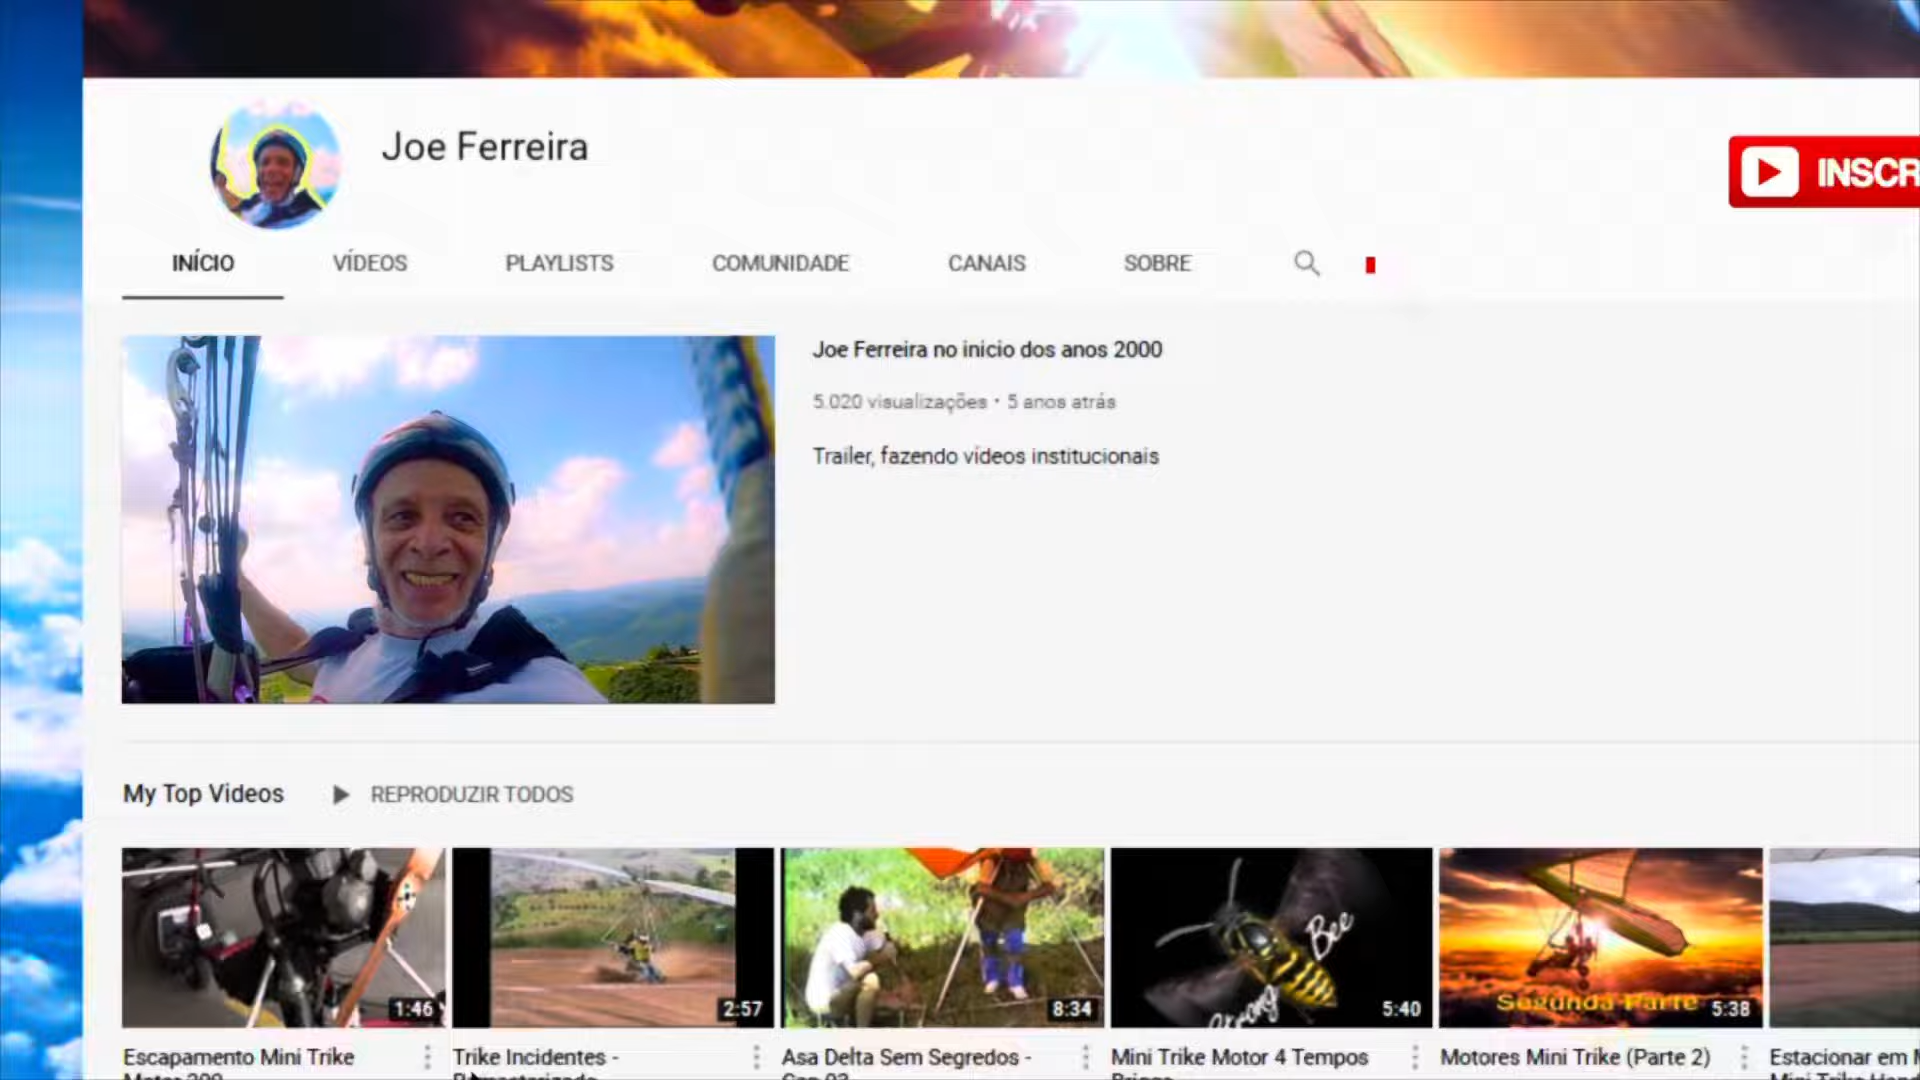 Joe Ferreira
INSCR
INÍCIO VÍDEOS PLAYLISTS COMUNIDADE CANAIS SOBRE
Joe Ferreira no inicio dos anos 2000
5.020 visualizações • 5 anos atrás
Trailer, fazendo vídeos institucionais
My Top Videos REPRODUZIR TODOS
Bee
Strong
Segunda Parte
1:46 2:57 8:34 5:40 5:38
Escapamento Mini Trike
Trike Incidentes -
Asa Delta Sem Segredos -
Mini Trike Motor 4 Tempos
Motores Mini Trike (Parte 2)
Estacionar em